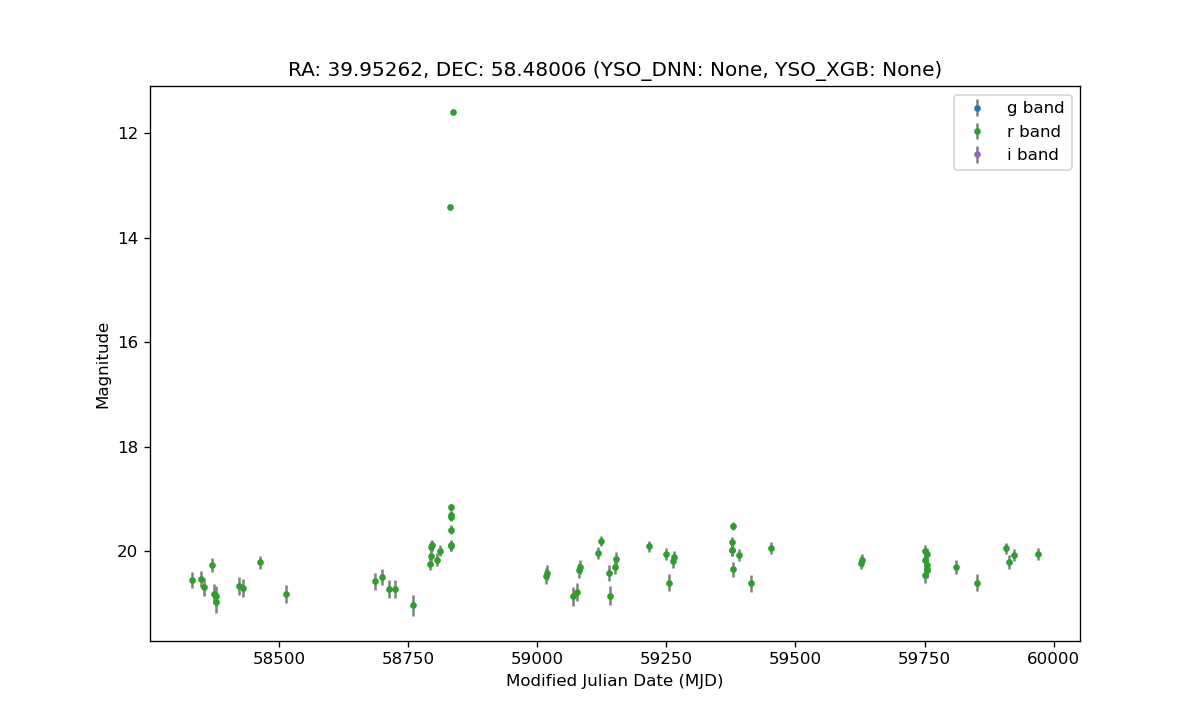 RA: 39.95262, DEC: 58.48006 (YSO_DNN: None, YSO_XGB: None)
g band
r band
i band
12
14
16
18
20
Magnitude
58500
58750
59000
59250
59500
59750
60000
Modified Julian Date (MJD)